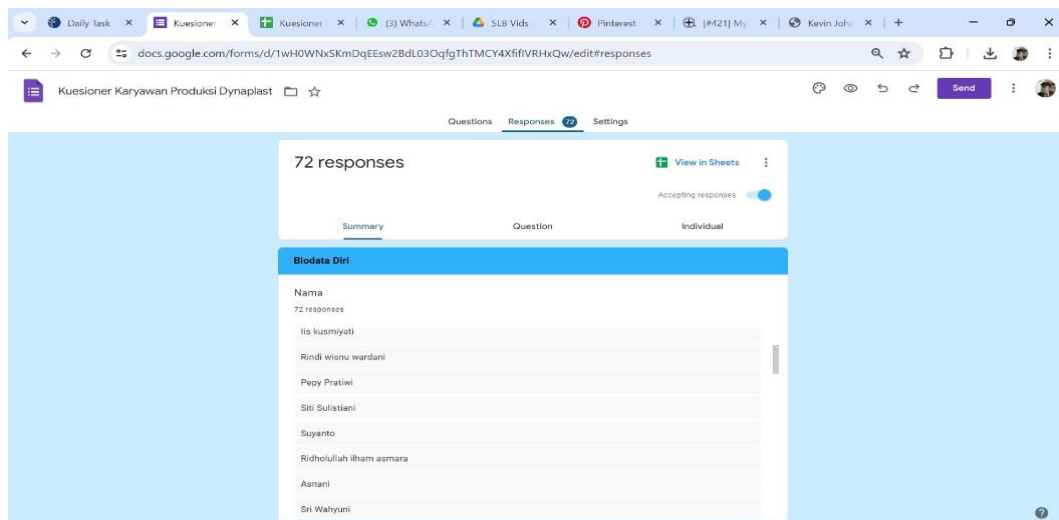 Daily Task
Kuesioner
Kuesioner
(3) Whats
SLB Vids
Pinterest
[#421] My
Kevin Joh
docs.google.com/forms/d/1wH0WNxSKmDqEEsw2BdL03OqfgThTMCY4XfifIVRHxQw/edit#responses
Kuesioner Karyawan Produksi Dynaplast
Send
Questions Responses 72 Settings
72 responses
View in Sheets
Accepting responses
Summary Question Individual
Biodata Diri
Nama
72 responses
Iis kusmiyati
Rindi wisnu wardani
Pepy Pratiwi
Siti Sulistiani
Suyanto
Ridholullah ilham asmara
Asnani
Sri Wahyuni